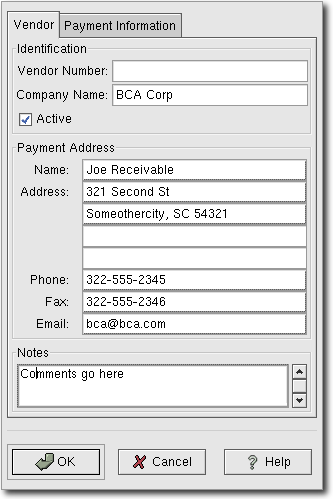 Vendor Payment Information
Identification
Vendor Number:
Company Name: BCA Corp
Active
Payment Address
Name: Joe Receivable
Address: 321 Second St
Someothercity, SC 54321
Phone: 322-555-2345
Fax: 322-555-2346
Email: bca@bca.com
Notes
Comments go here
OK Cancel Help